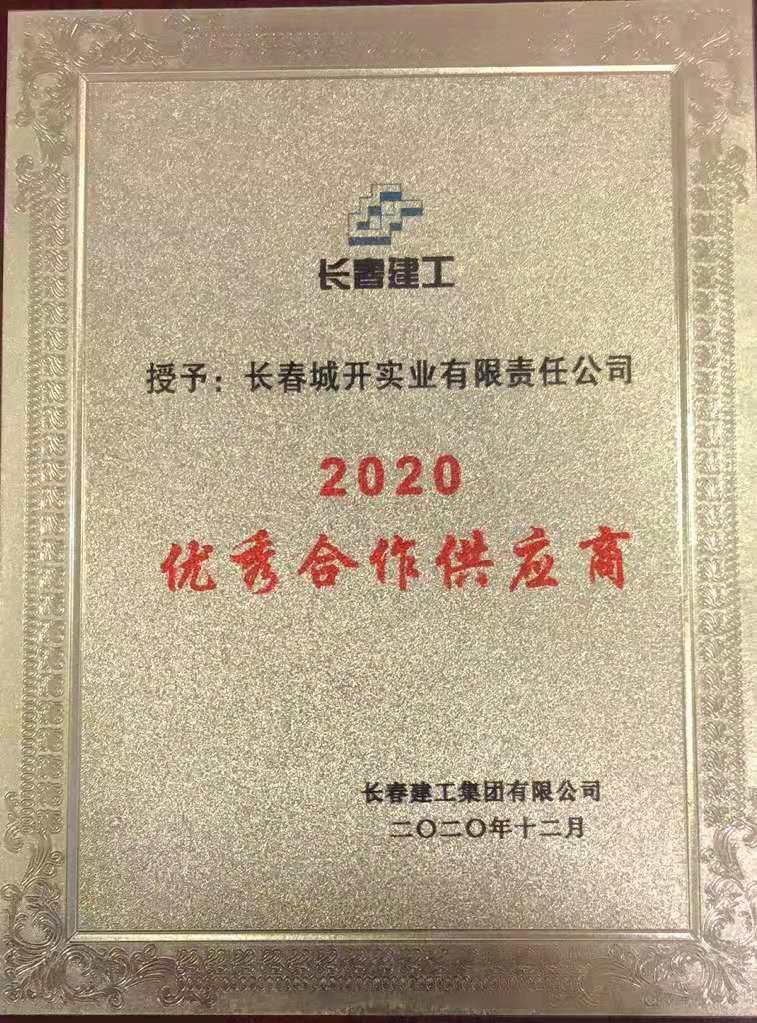 长春建工
授予：长春城开实业有限责任公司
2020
优秀合作供应商
长春建工集团有限公司
二〇二〇年十二月